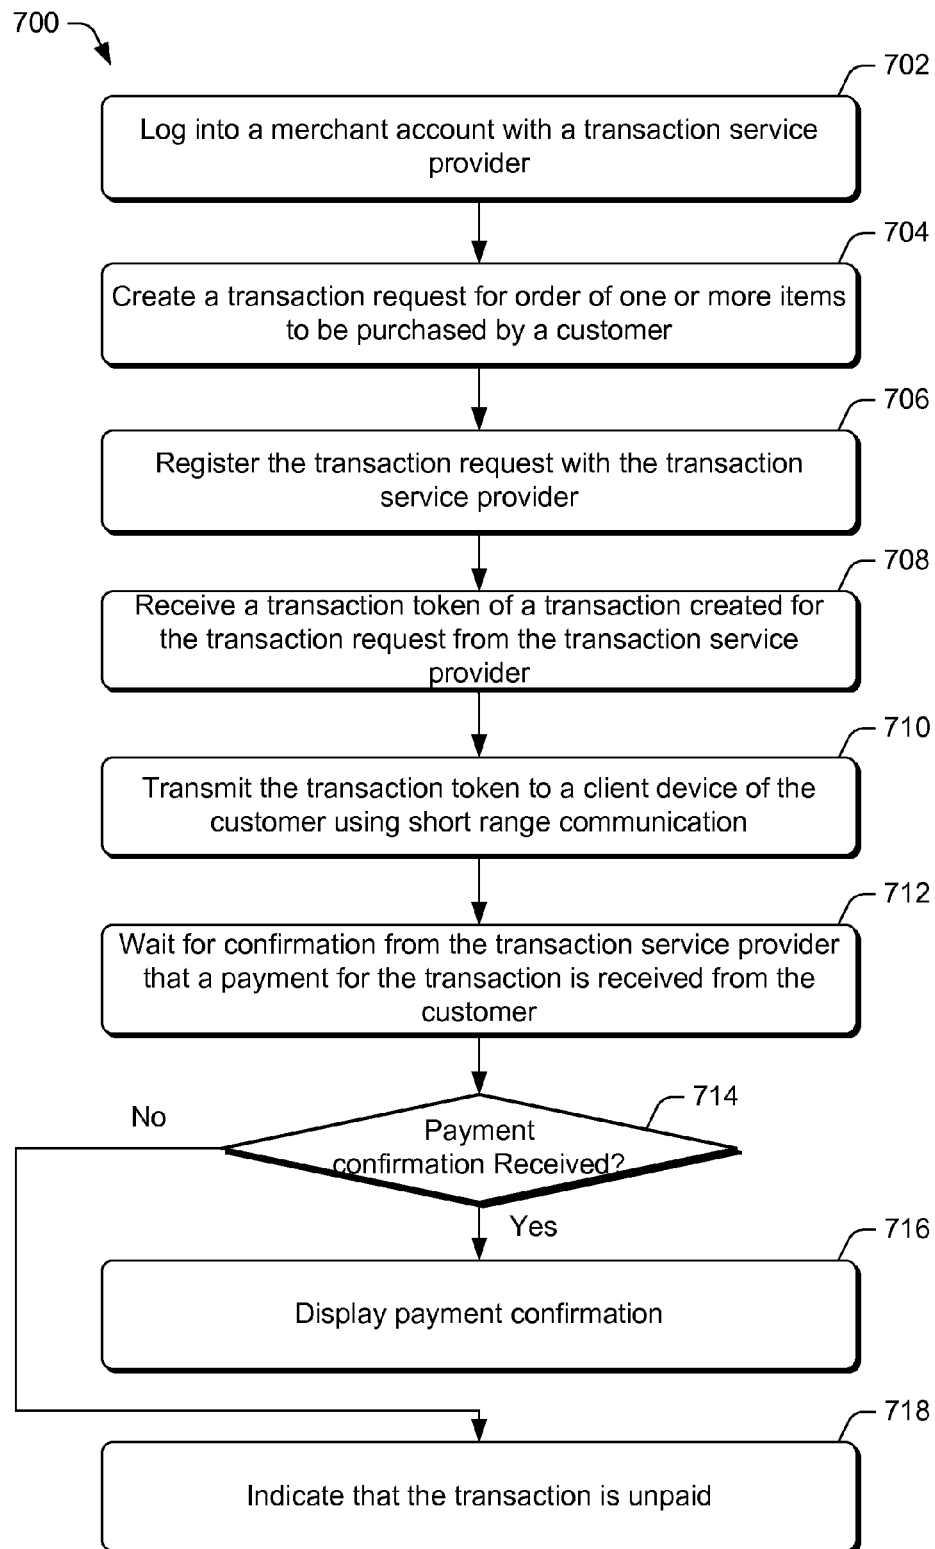 700
702
Log into a merchant account with a transaction service
provider
704
Create a transaction request for order of one or more items
to be purchased by a customer
706
Register the transaction request with the transaction
service provider
708
Receive a transaction token of a transaction created for
the transaction request from the transaction service
provider
710
Transmit the transaction token to a client device of the
customer using short range communication
712
Wait for confirmation from the transaction service provider
that a payment for the transaction is received from the
customer
714
No
Payment
confirmation Received?
Yes
716
Display payment confirmation
718
Indicate that the transaction is unpaid